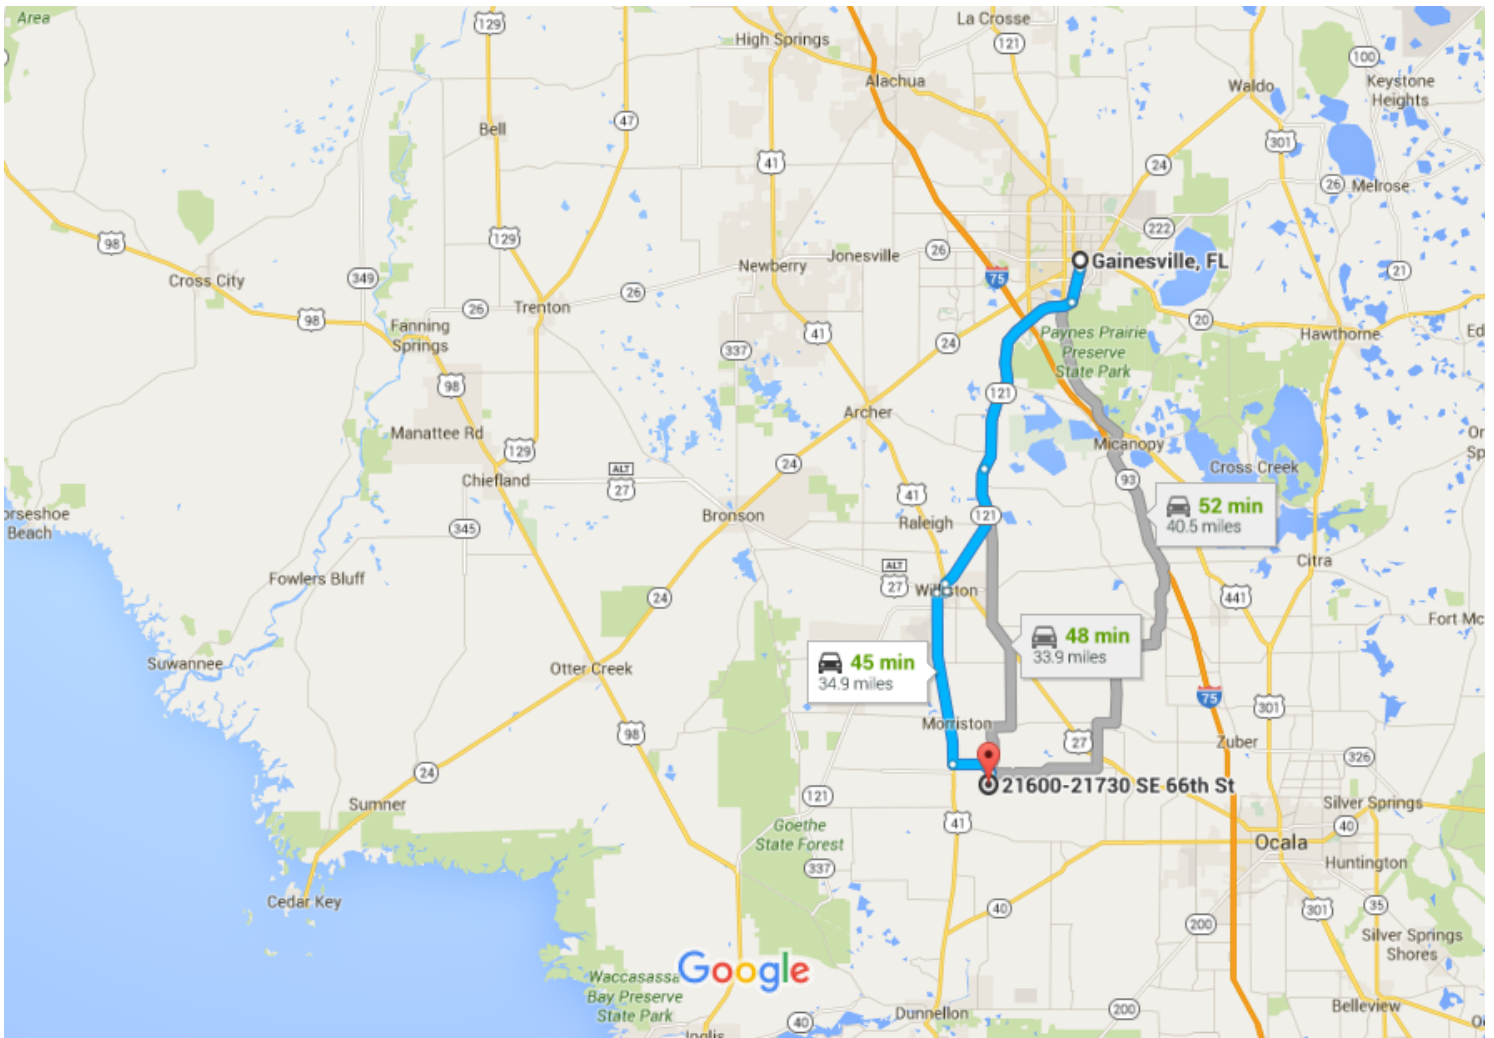 Area
129
La Crosse
High Springs
121
100
Alachua
Waldo
Keystone
Heights
47
Bell
301
41
24
26
Melrose
129
222
98
Jonesville
26
Gainesville, FL
Newberry
349
Cross City
75
21
26
Trenton
26
98
Fanning
Springs
41
20
Hawthorne
Ed
Paynes Prairie
Preserve
State Park
24
337
98
121
Archer
Manattee Rd
Micanopy
Or
Sp
129
24
Cross Creek
ALT
27
Chiefland
93
41
52 min
40.5 miles
orseshoe
Beach
345
Bronson
Raleigh
121
Citra
Fowlers Bluff
ALT
27
Williston
24
441
Fort Mc
48 min
33.9 miles
Suwannee
Otter Creek
45 min
34.9 miles
75
301
Morriston
98
27
Zuber
326
24
21600-21730 SE 66th St
Sumner
121
41
Silver Springs
40
Goethe
State Forest
Ocala
Huntington
337
Cedar Key
40
301
35
200
Silver Springs
Shores
Google
Waccasassa
Bay Preserve
State Park
200
Belleview
Dunnellon
40
Inglis